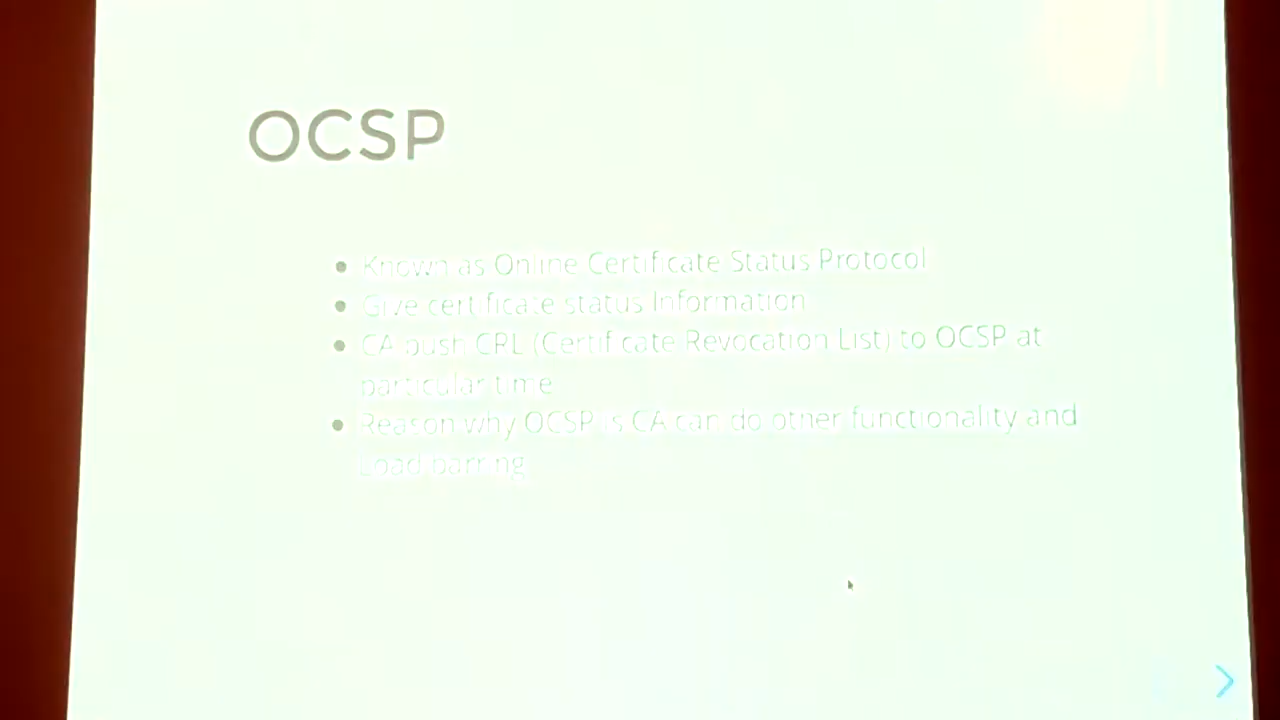 OCSP
Known as Online Certificate Status Protocol
Give certificate status Information
CA push CRL (Certificate Revocation List) to OCSP at
particular time
Reason why OCSP is CA can do other functionality and
Load